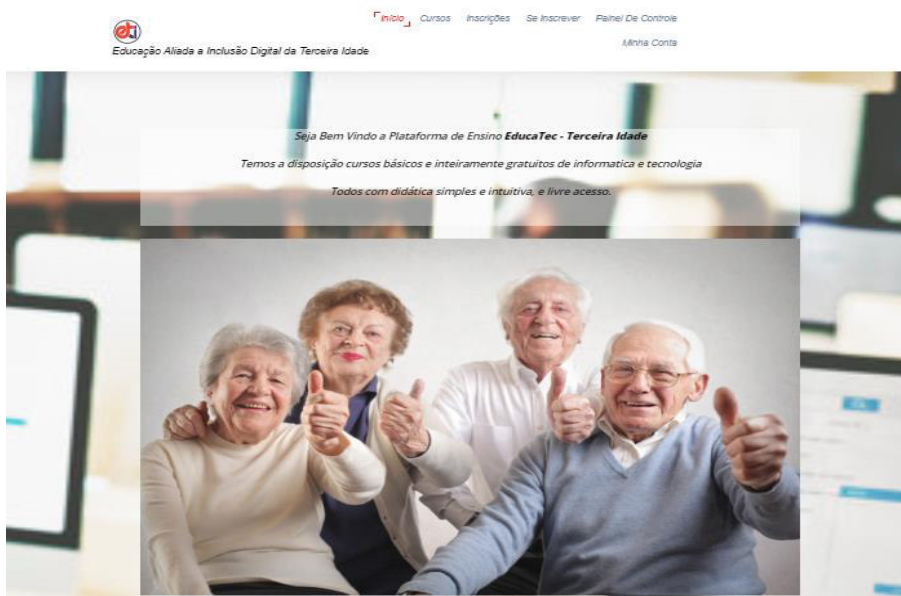 Início Cursos Inscrições Se Inscrever Painel De Controle
Minha Conta
Educação Aliada a Inclusão Digital da Terceira Idade
Seja Bem Vindo a Plataforma de Ensino EducaTec - Terceira Idade
Temos a disposição cursos básicos e inteiramente gratuitos de informatica e tecnologia
Todos com didática simples e intuitiva, e livre acesso.